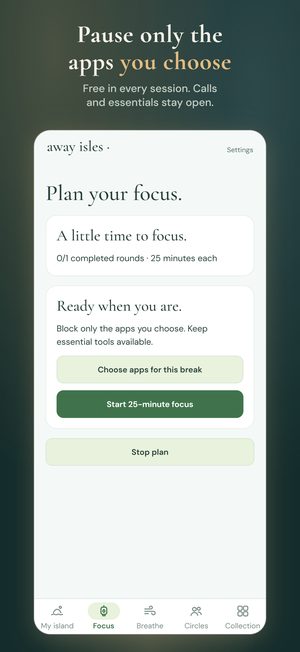 Pause only the
apps you choose
Free in every session. Calls
and essentials stay open.
away isles ·
Settings
Plan your focus.
A little time to focus.
0/1 completed rounds · 25 minutes each
Ready when you are.
Block only the apps you choose. Keep
essential tools available.
Choose apps for this break
Start 25-minute focus
Stop plan
My island
Focus
Breathe
Circles
Collection